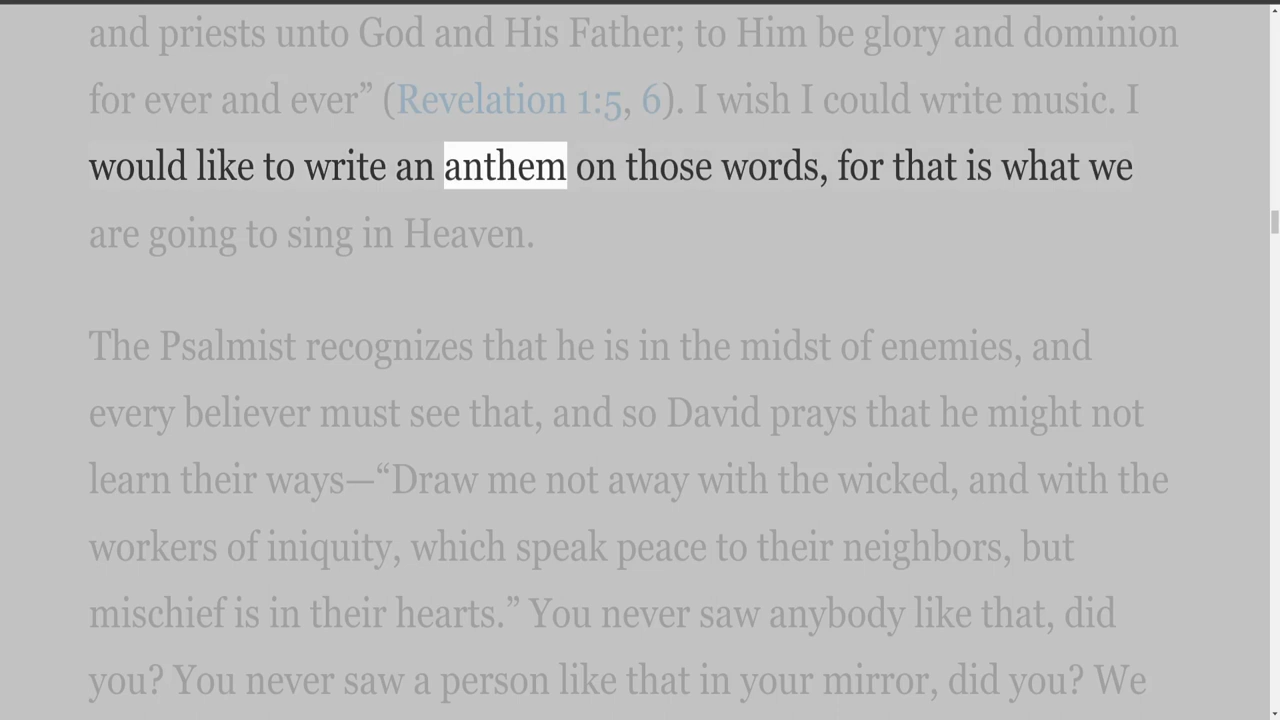 and priests unto God and His Father; to Him be glory and dominion
for ever and ever” (Revelation 1:5, 6). I wish I could write music. I
would like to write an anthem on those words, for that is what we
are going to sing in Heaven.
The Psalmist recognizes that he is in the midst of enemies, and
every believer must see that, and so David prays that he might not
learn their ways—“Draw me not away with the wicked, and with the
workers of iniquity, which speak peace to their neighbors, but
mischief is in their hearts.” You never saw anybody like that, did
you? You never saw a person like that in your mirror, did you? We